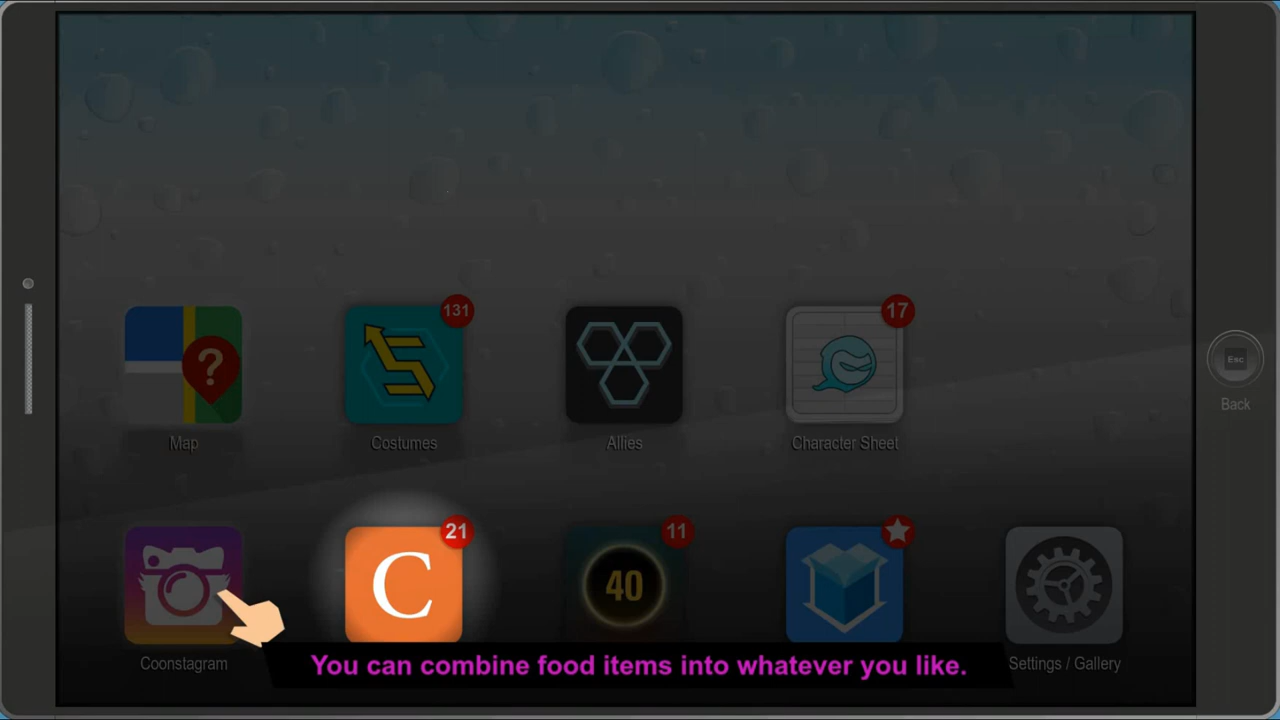 131
17
?
Map
Costumes
Allies
Character Sheet
Esc
Back
21
11
C
40
Coonstagram
Settings / Gallery
You can combine food items into whatever you like.